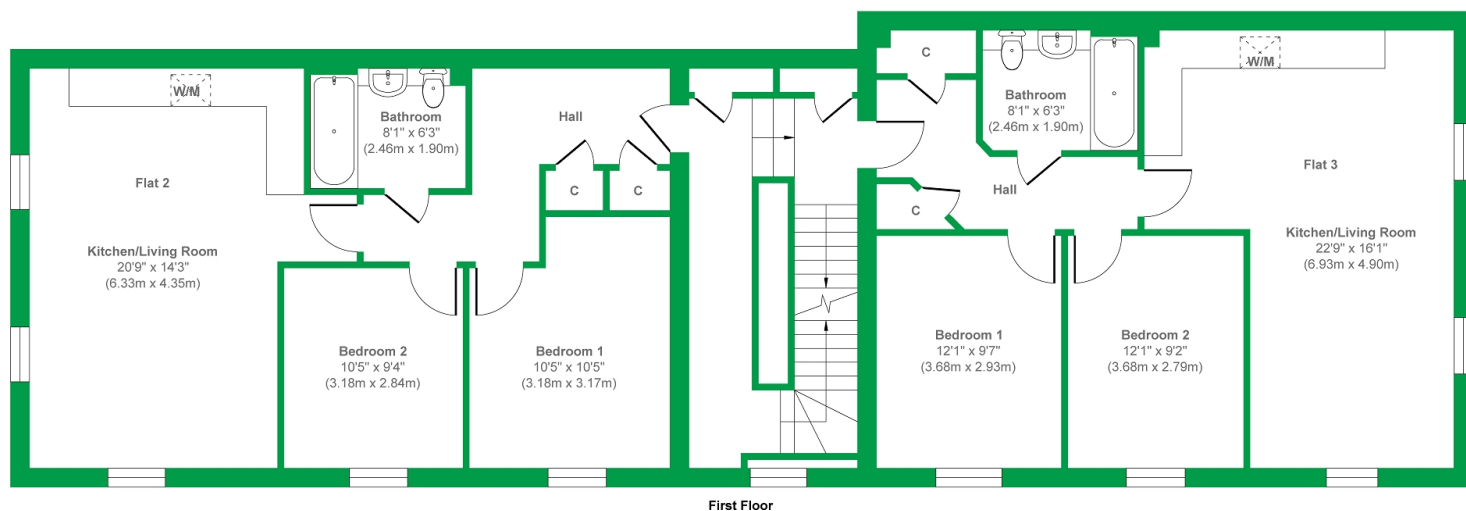 W/M
Bathroom
8'1" x 6'3"
(2.46m x 1.90m)
Hall
Flat 2
C
C
Kitchen/Living Room
20'9" x 14'3"
(6.33m x 4.35m)
Bedroom 2
10'5" x 9'4"
(3.18m x 2.84m)
Bedroom 1
10'5" x 10'5"
(3.18m x 3.17m)
C
Bathroom
8'1" x 6'3"
(2.46m x 1.90m)
W/M
Flat 3
Hall
C
Kitchen/Living Room
22'9" x 16'1"
(6.93m x 4.90m)
Bedroom 1
12'1" x 9'7"
(3.68m x 2.93m)
Bedroom 2
12'1" x 9'2"
(3.68m x 2.79m)
First Floor